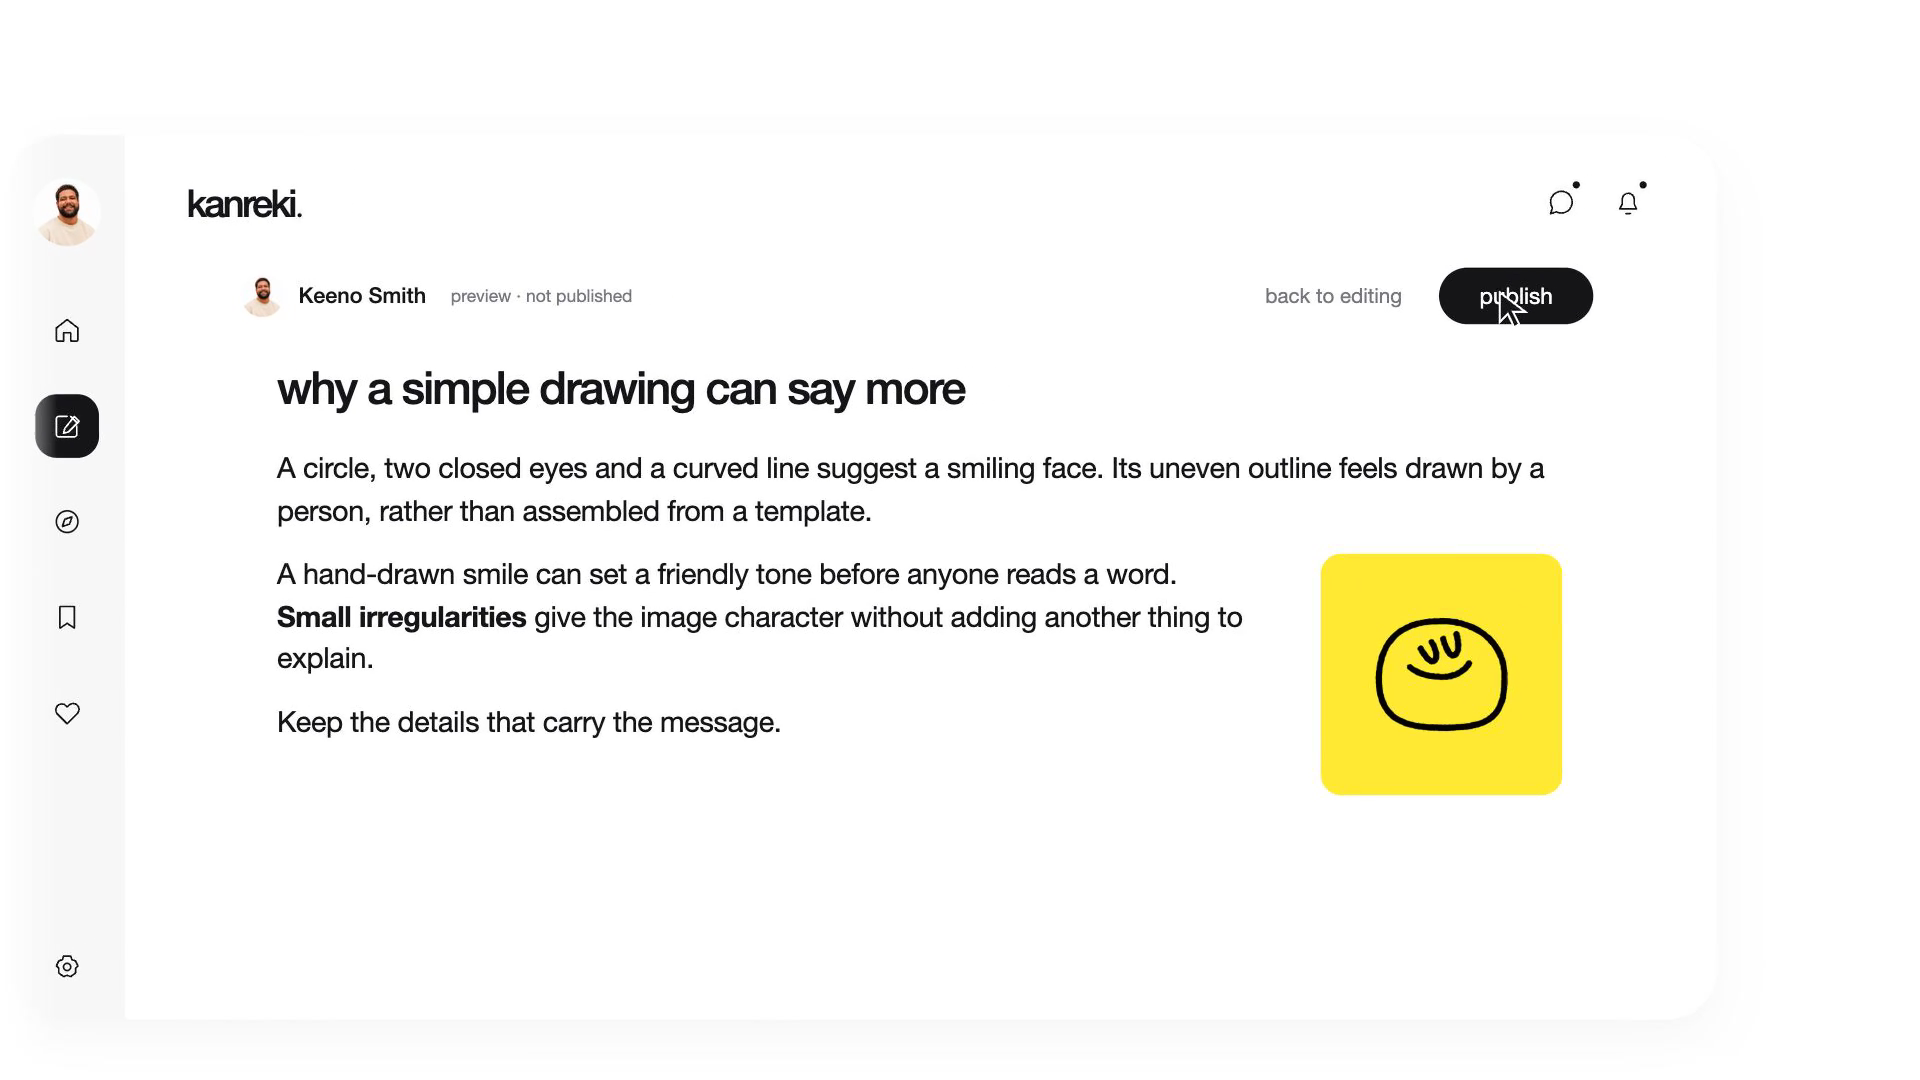 kanreki.
Keeno Smith
preview · not published
back to editing
publish
why a simple drawing can say more
A circle, two closed eyes and a curved line suggest a smiling face. Its uneven outline feels drawn by a
person, rather than assembled from a template.
A hand-drawn smile can set a friendly tone before anyone reads a word.
Small irregularities give the image character without adding another thing to
explain.
Keep the details that carry the message.